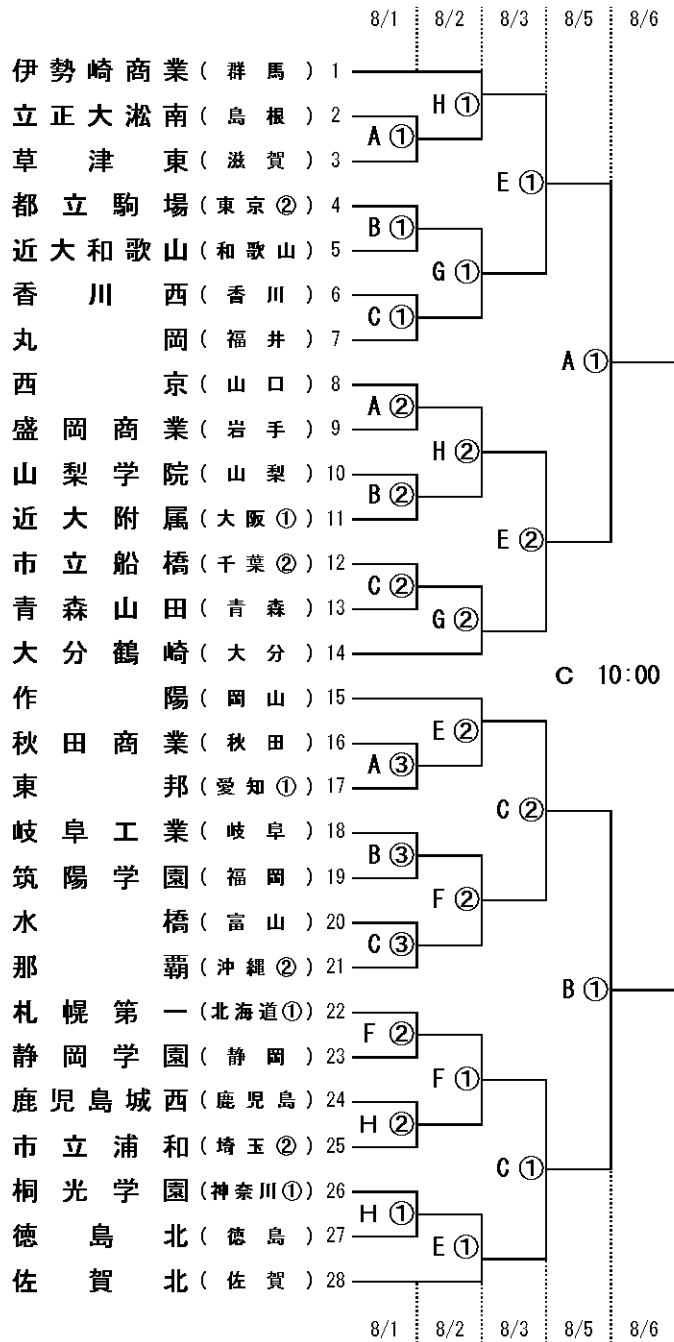 8/1 8/2 8/3 8/5 8/6
伊勢崎商業(群馬) 1
H①
立正大淞南(島根) 2
A①
草津東(滋賀) 3
E①
都立駒場(東京②) 4
B①
近大和歌山(和歌山) 5
G①
香川西(香川) 6
C①
丸岡(福井) 7
A①
西京(山口) 8
A②
盛岡商業(岩手) 9
H②
山梨学院(山梨) 10
B②
近大附属(大阪①) 11
E②
市立船橋(千葉②) 12
C②
青森山田(青森) 13
G②
大分鶴崎(大分) 14
C 10:00
作陽(岡山) 15
E②
秋田商業(秋田) 16
A③
東邦(愛知①) 17
C②
岐阜工業(岐阜) 18
B③
筑陽学園(福岡) 19
F②
水橋(富山) 20
C③
那覇(沖縄②) 21
B①
札幌第一(北海道①) 22
F②
静岡学園(静岡) 23
F①
鹿児島城西(鹿児島) 24
H②
市立浦和(埼玉②) 25
C①
桐光学園(神奈川①) 26
H①
徳島北(徳島) 27
E①
佐賀北(佐賀) 28
8/1 8/2 8/3 8/5 8/6